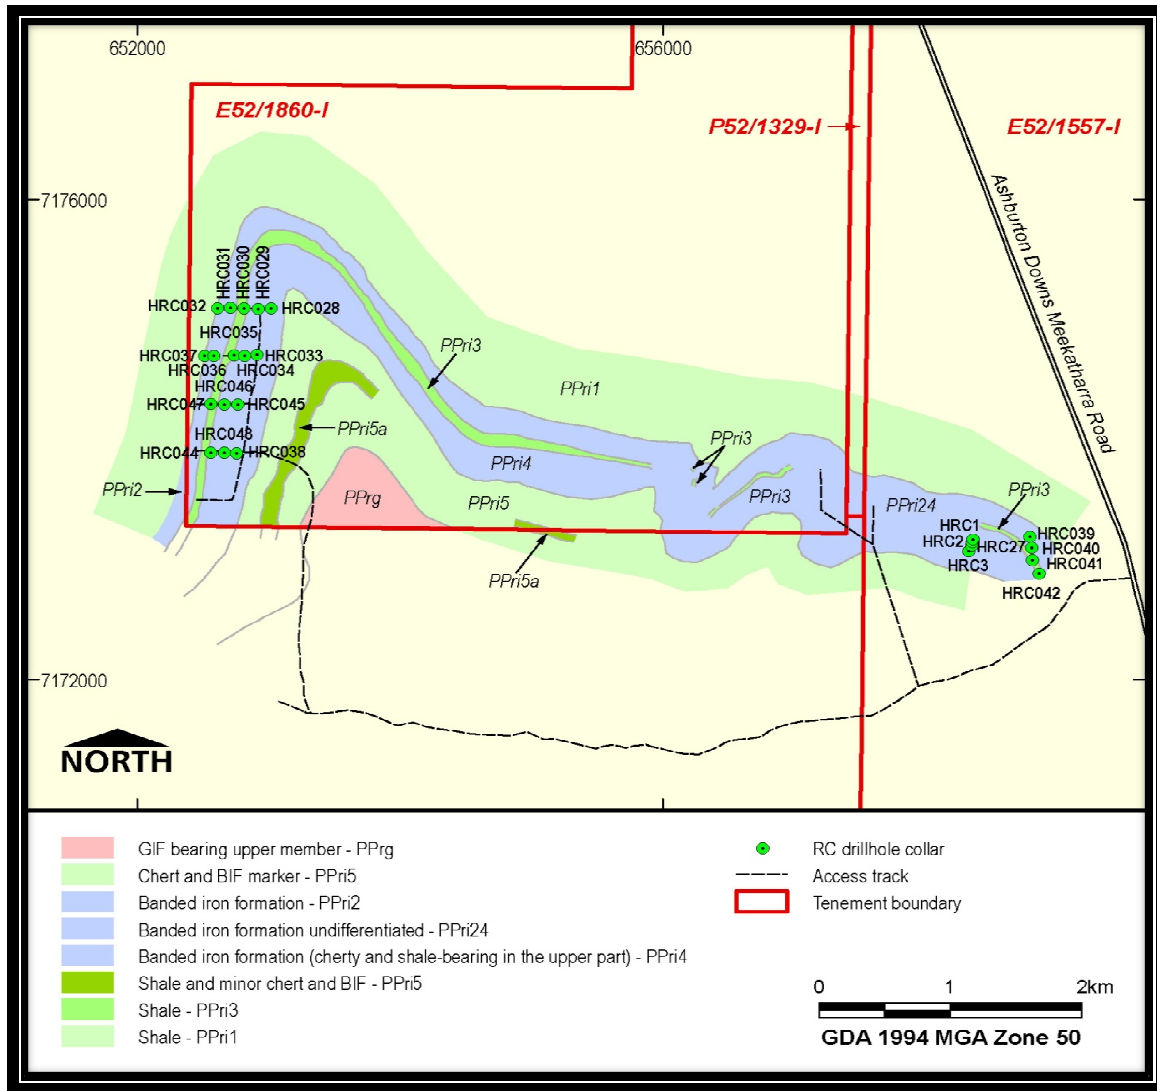 652000
656000
E52/1860-I
P52/1329-I
E52/1557-I
7176000
Ashburton Downs Meekatharra Road
HRC031
HRC030
HRC029
HRC032
HRC028
HRC035
HRC037
HRC033
HRC036
HRC034
HRC046
HRC047
HRC045
HRC048
HRC044
HRC038
PPri3
PPri1
PPri5a
PPri3
PPri4
PPri2
PPrg
PPri5
PPri3
PPri24
PPri3
PPri5a
HRC1
HRC2
HRC27
HRC3
HRC039
HRC040
HRC041
HRC042
7172000
NORTH
GIF bearing upper member - PPrg
Chert and BIF marker - PPri5
Banded iron formation - PPri2
Banded iron formation undifferentiated - PPri24
Banded iron formation (cherty and shale-bearing in the upper part) - PPri4
Shale and minor chert and BIF - PPri5
Shale - PPri3
Shale - PPri1
RC drillhole collar
Access track
Tenement boundary
0 1 2km
GDA 1994 MGA Zone 50